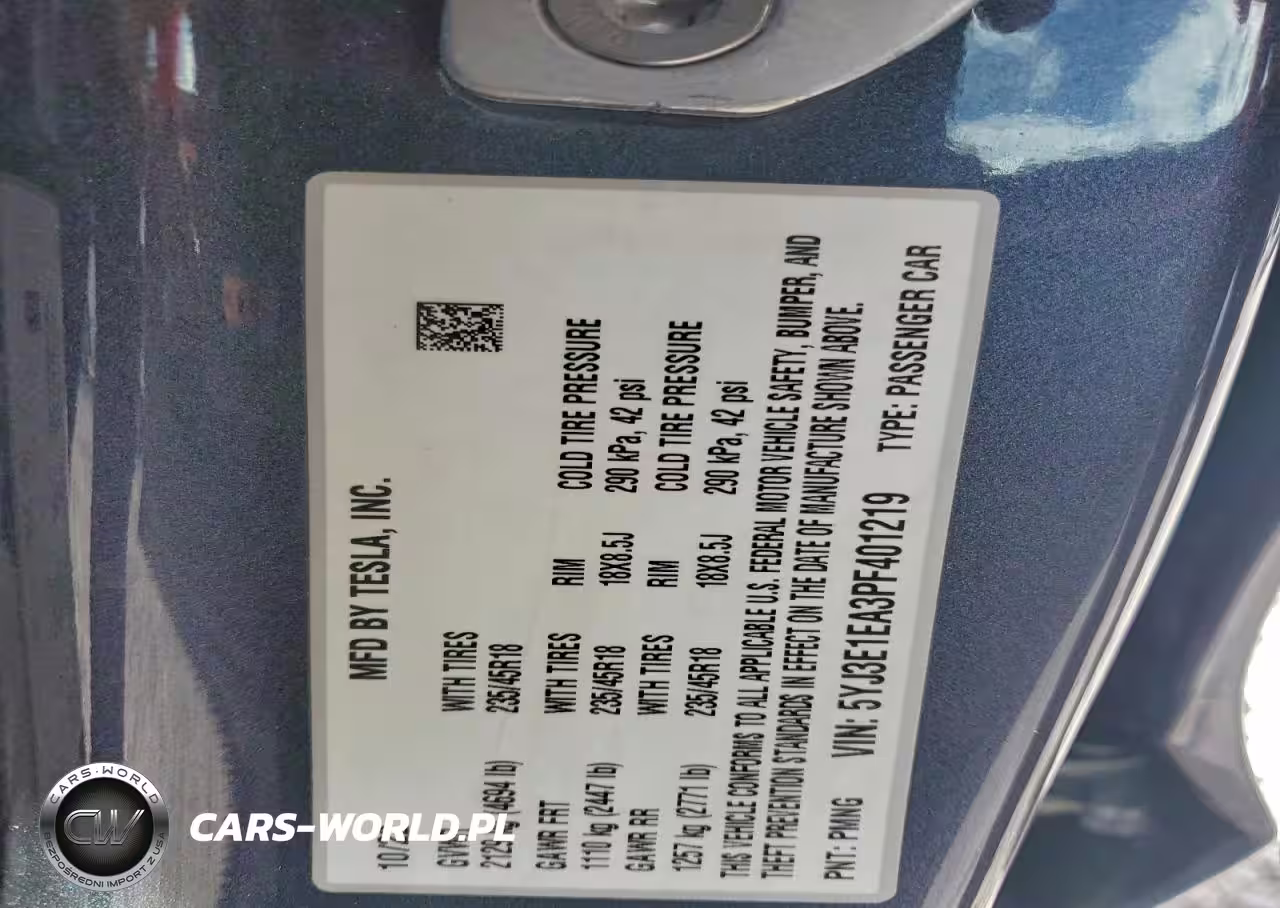 MFD BY TESLA, INC.
GVWR WITH TIRES
(4694 lb) 235/45R18
GAWR FRT WITH TIRES RIM COLD TIRE PRESSURE
1110 kg (2447 lb) 235/45R18 18X8.5J 290 kPa, 42 psi
GAWR RR WITH TIRES RIM COLD TIRE PRESSURE
1257 kg (2771 lb) 235/45R18 18X8.5J 290 kPa, 42 psi
THIS VEHICLE CONFORMS TO ALL APPLICABLE U.S. FEDERAL MOTOR VEHICLE SAFETY, BUMPER, AND
THEFT PREVENTION STANDARDS IN EFFECT ON THE DATE OF MANUFACTURE SHOWN ABOVE.
PNT: PMNG VIN: 5YJ3E1EA3PF401219 TYPE: PASSENGER CAR
CARS-WORLD
CW
BEZPOŚREDNI IMPORT Z USA
CARS-WORLD.PL